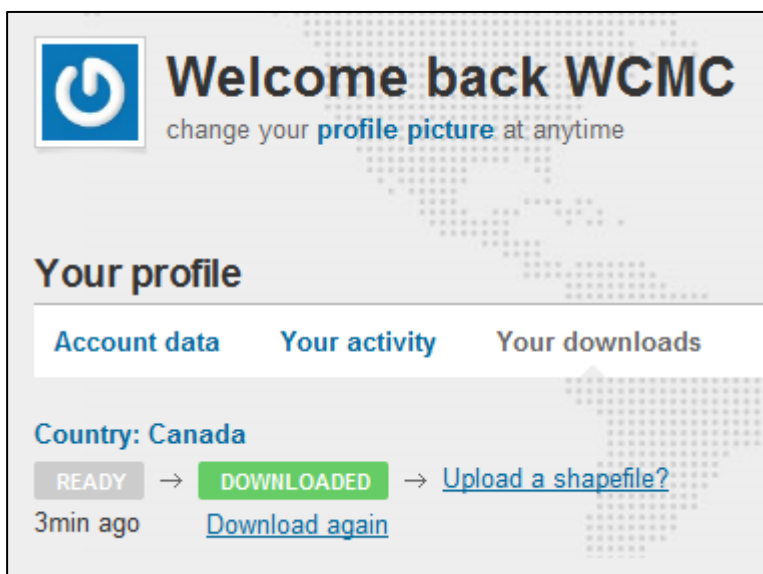 Welcome back WCMC
change your profile picture at anytime
Your profile
Account data Your activity Your downloads
Country: Canada
READY → DOWNLOADED → Upload a shapefile?
3min ago Download again